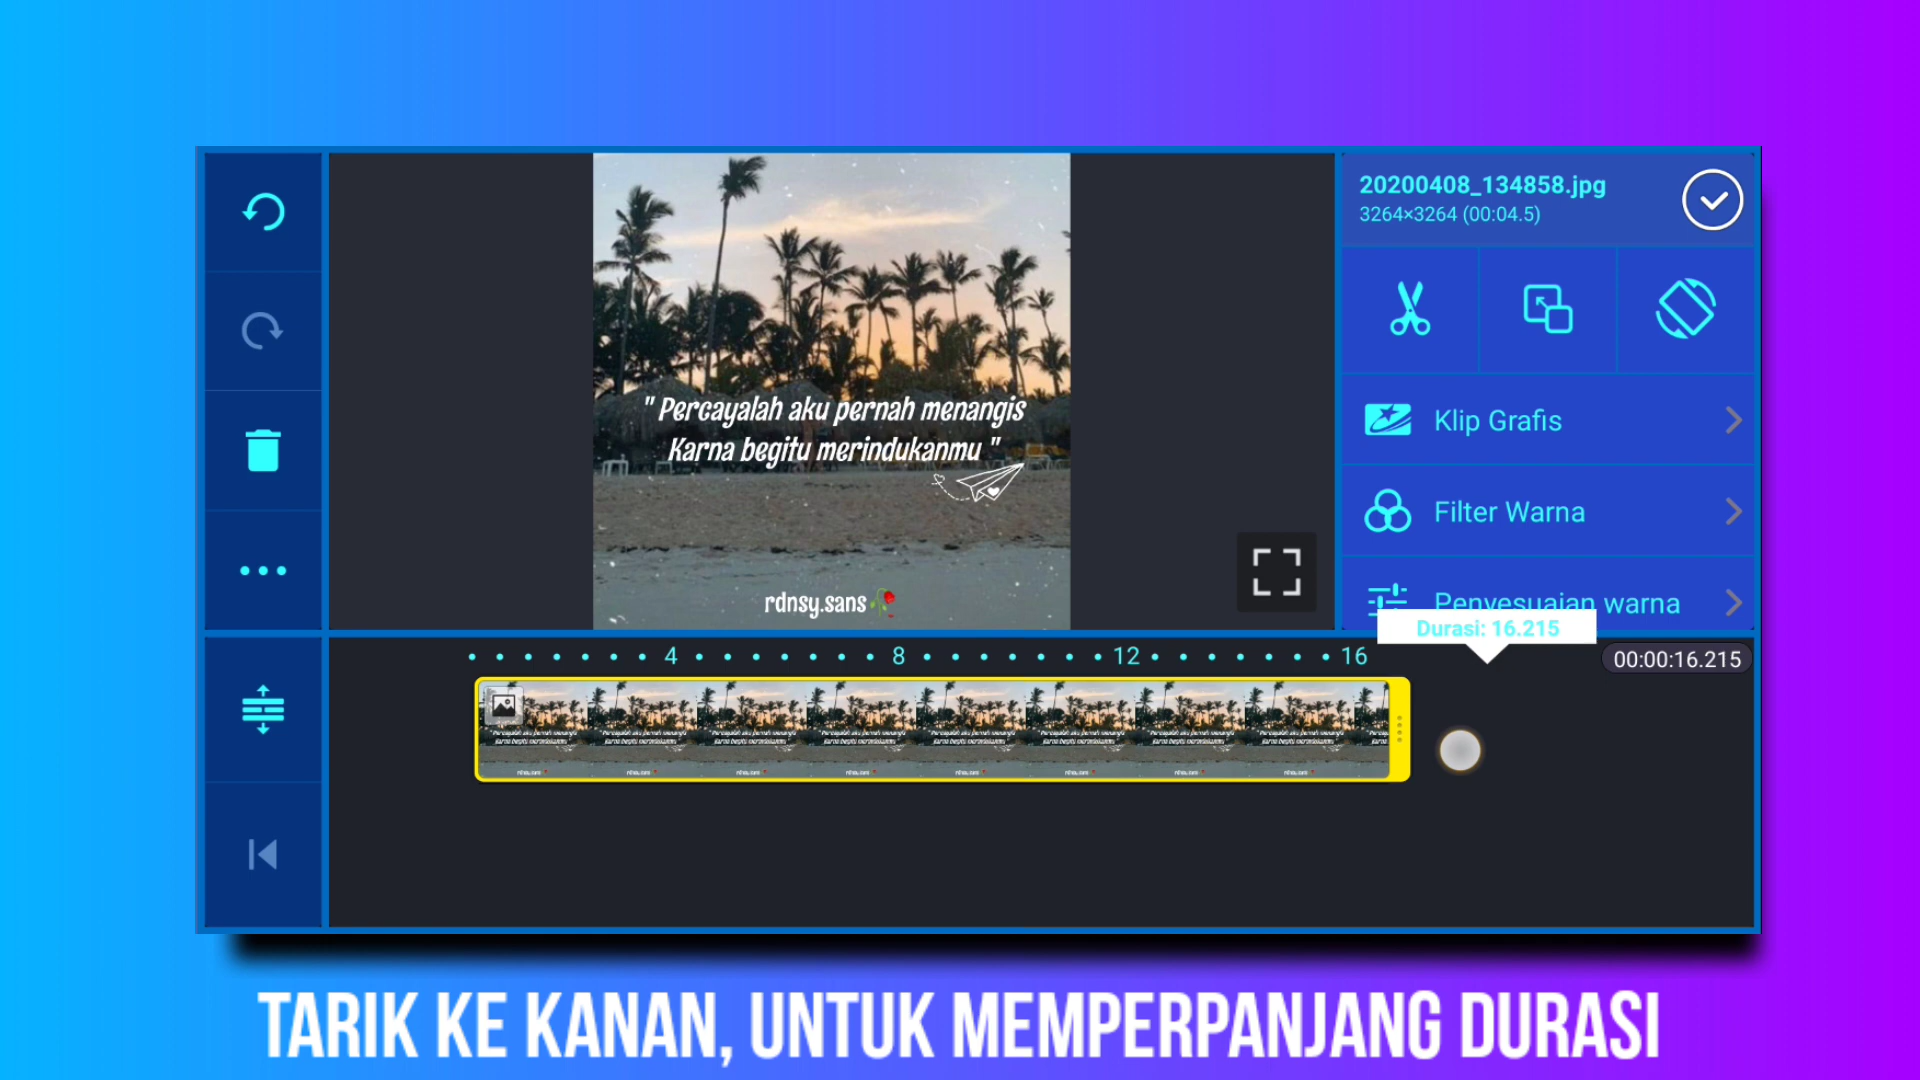 20200408_134858.jpg
3264×3264 (00:04.5)
" Percayalah aku pernah menangis
Karna begitu merindukanmu "
rdnsy.sans
Klip Grafis
Filter Warna
Penyesuaian warna
Durasi: 16.215
4 8 12 16
00:00:16.215
TARIK KE KANAN, UNTUK MEMPERPANJANG DURASI